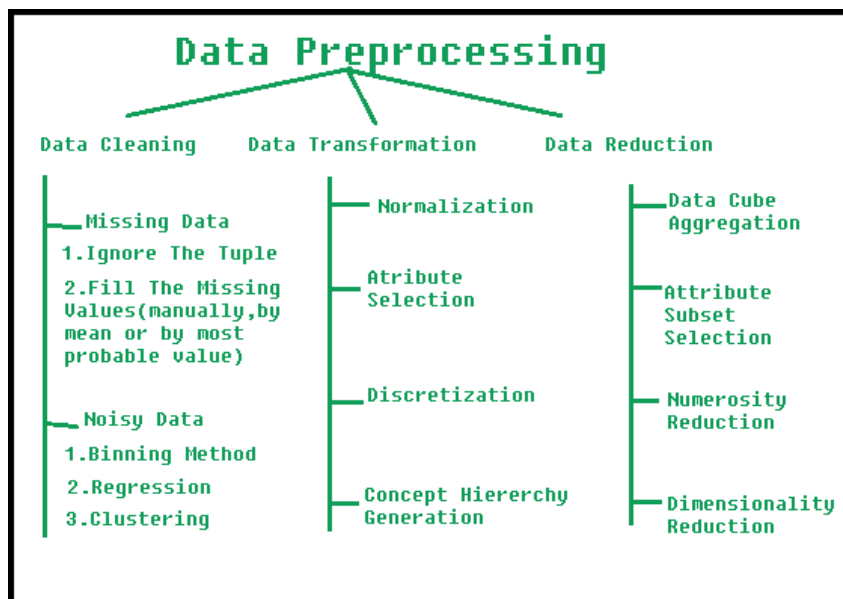 Data Preprocessing
Data Cleaning
Missing Data
1.Ignore The Tuple
2.Fill The Missing
Values(manually,by
mean or by most
probable value)
Noisy Data
1.Binning Method
2.Regression
3.Clustering
Data Transformation
Normalization
Atribute
Selection
Discretization
Concept Hiererchy
Generation
Data Reduction
Data Cube
Aggregation
Attribute
Subset
Selection
Numerosity
Reduction
Dimensionality
Reduction